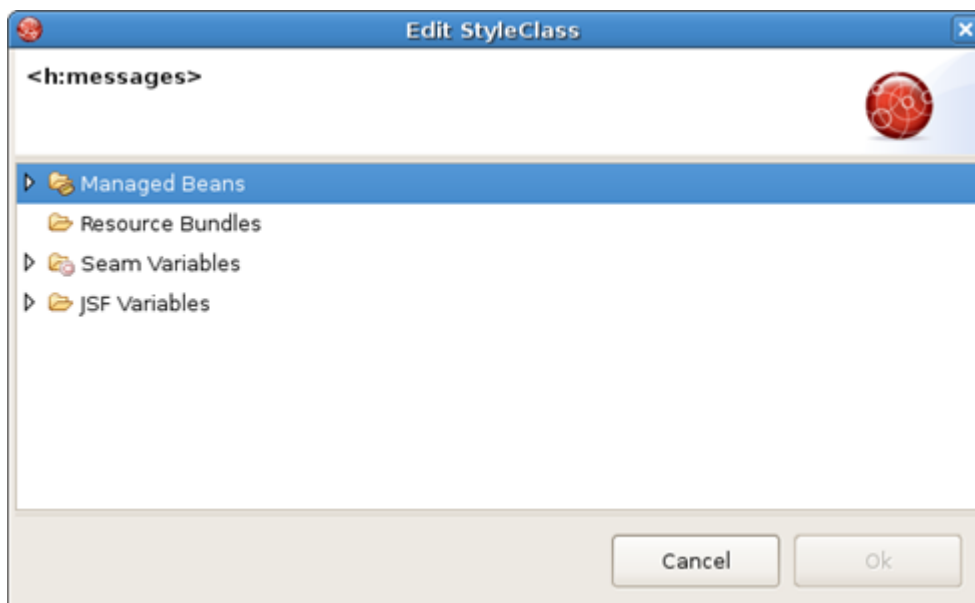 Edit StyleClass
<h:messages>
Managed Beans
Resource Bundles
Seam Variables
JSF Variables
Cancel
Ok